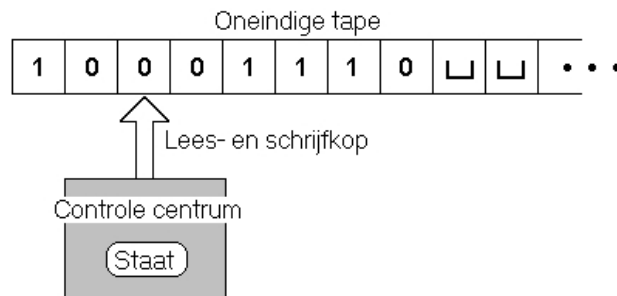 Oneindige tape
1 0 0 0 1 1 1 0 ⊔ ⊔ • • •
Lees- en schrijfkop
Controle centrum
Staat